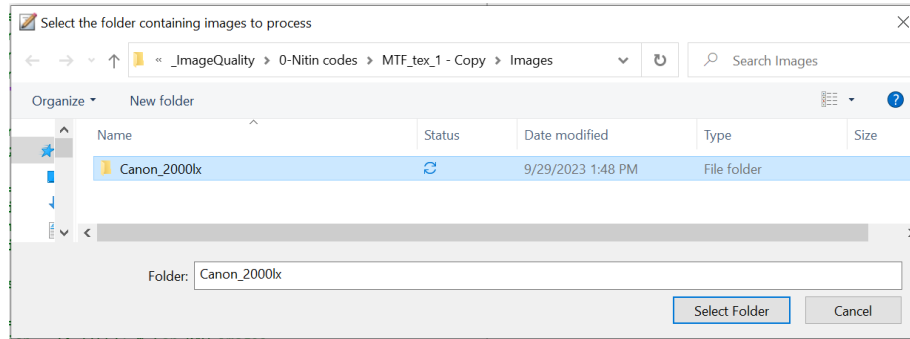 Select the folder containing images to process
« _ImageQuality > 0-Nitin codes > MTF_tex_1 - Copy > Images
Search Images
Organize
New folder
Name Status Date modified Type Size
Canon_2000lx 9/29/2023 1:48 PM File folder
Folder: Canon_2000lx
Select Folder Cancel